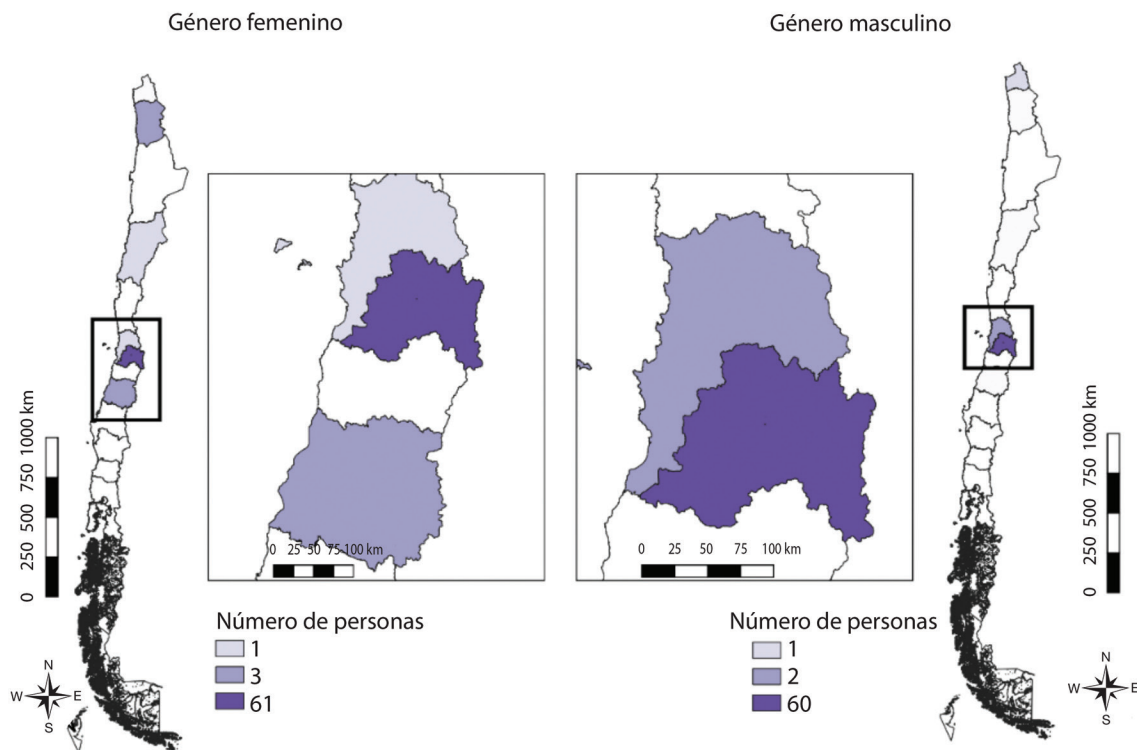 Género femenino
Género masculino
0 25 50 75 100 km
0 25 50 75 100 km
0 250 500 750 1000 km
0 250 500 750 1000 km
Número de personas
1
3
61
Número de personas
1
2
60
N
W E
S
N
W E
S